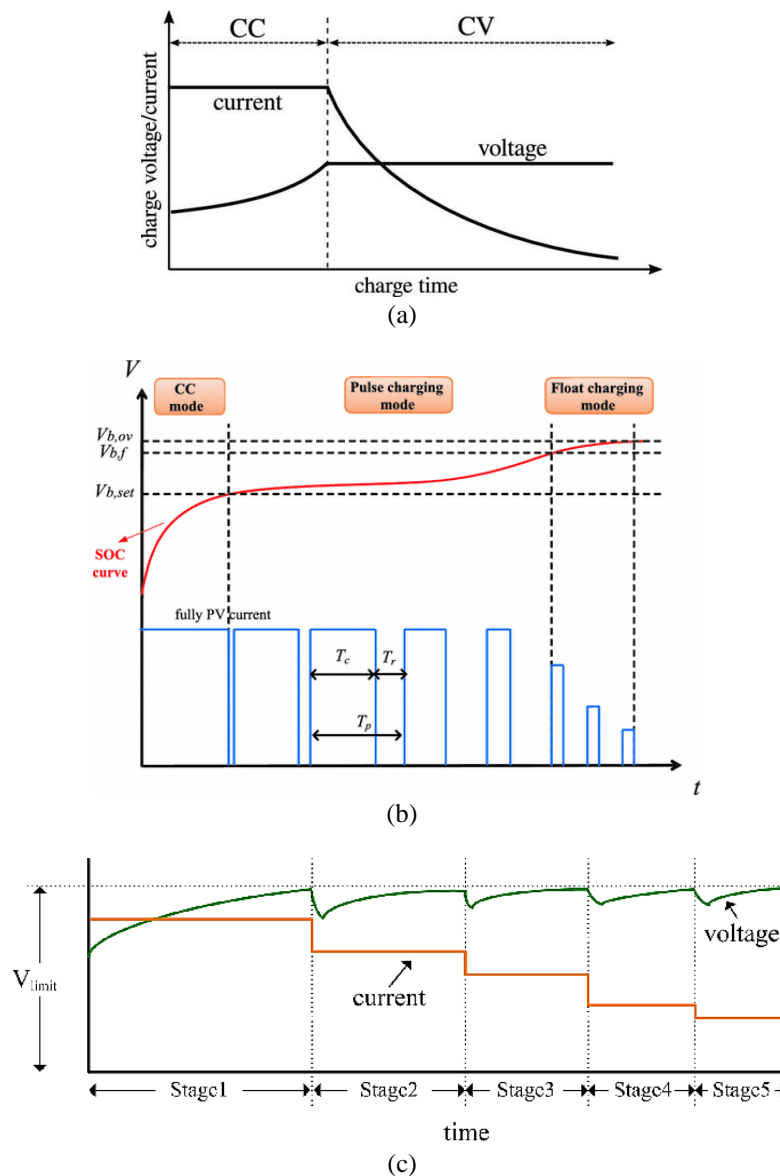 CC
CV
charge voltage/current
current
voltage
charge time
(a)
V
CC
mode
Pulse charging
mode
Float charging
mode
Vb,ov
Vb,f
Vb,set
SOC
curve
fully PV current
Tc
Tr
Tp
t
(b)
Vlimit
voltage
current
Stage1
Stage2
Stage3
Stage4
Stage5
time
(c)